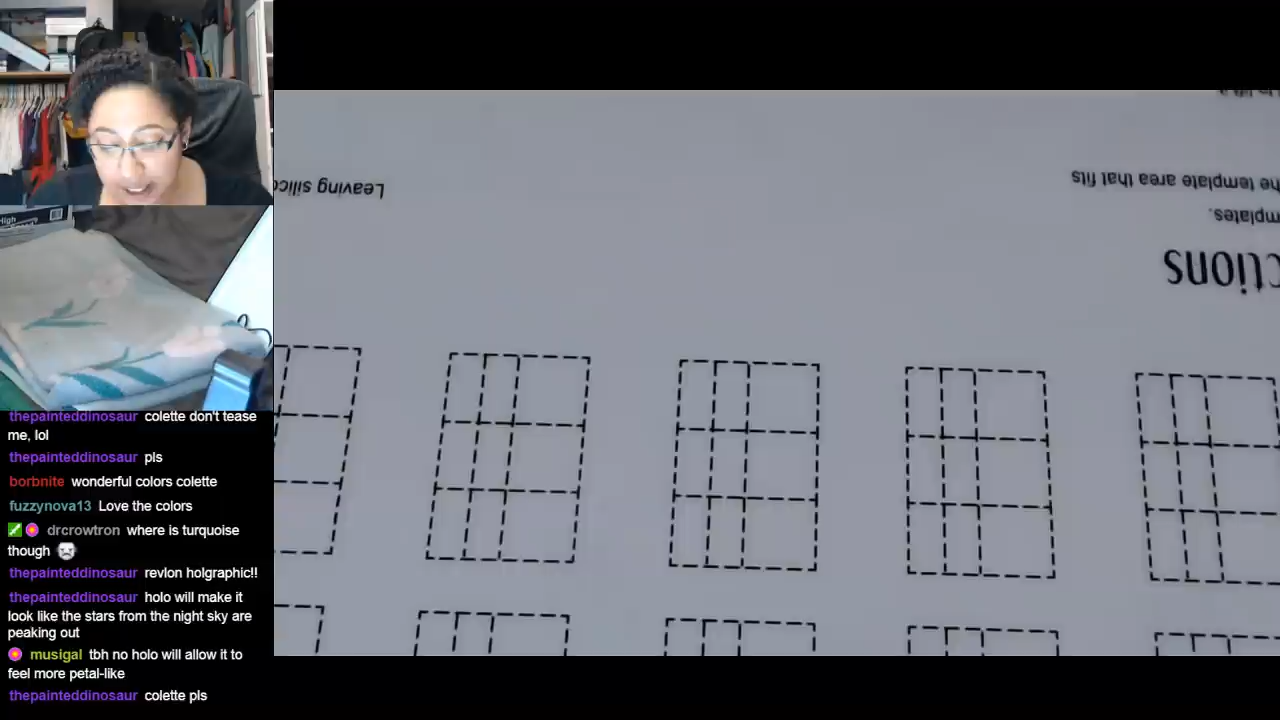 High
thepainteddinosaur colette don't tease
me, lol
thepainteddinosaur pls
borbnite wonderful colors colette
fuzzynova13 Love the colors
drcrowtron where is turquoise
though
thepainteddinosaur revlon holgraphic!!
thepainteddinosaur holo will make it
look like the stars from the night sky are
peaking out
musigal tbh no holo will allow it to
feel more petal-like
thepainteddinosaur colette pls
ctions
mplates.
he template area that fits
Leaving silic